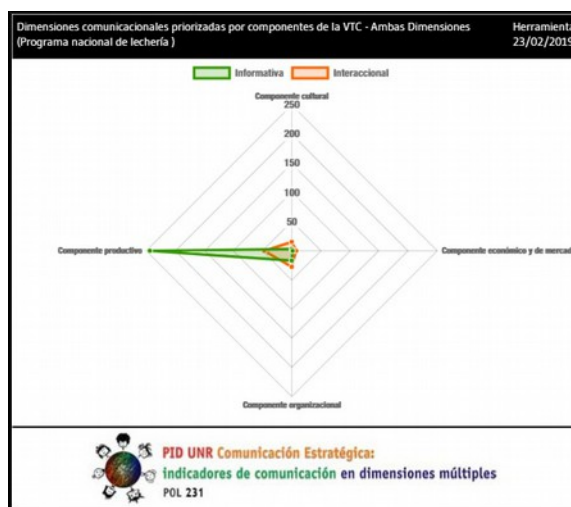 Dimensiones comunicacionales priorizadas por componentes de la VTC - Ambas Dimensiones
Herramienta
(Programa nacional de lechería )
23/02/2019
Informativa
Interaccional
Componente cultural
250
200
150
100
50
Componente productivo
Componente económico y de mercad
Componente organizacional
PID UNR Comunicación Estratégica:
indicadores de comunicación en dimensiones múltiples
POL 231